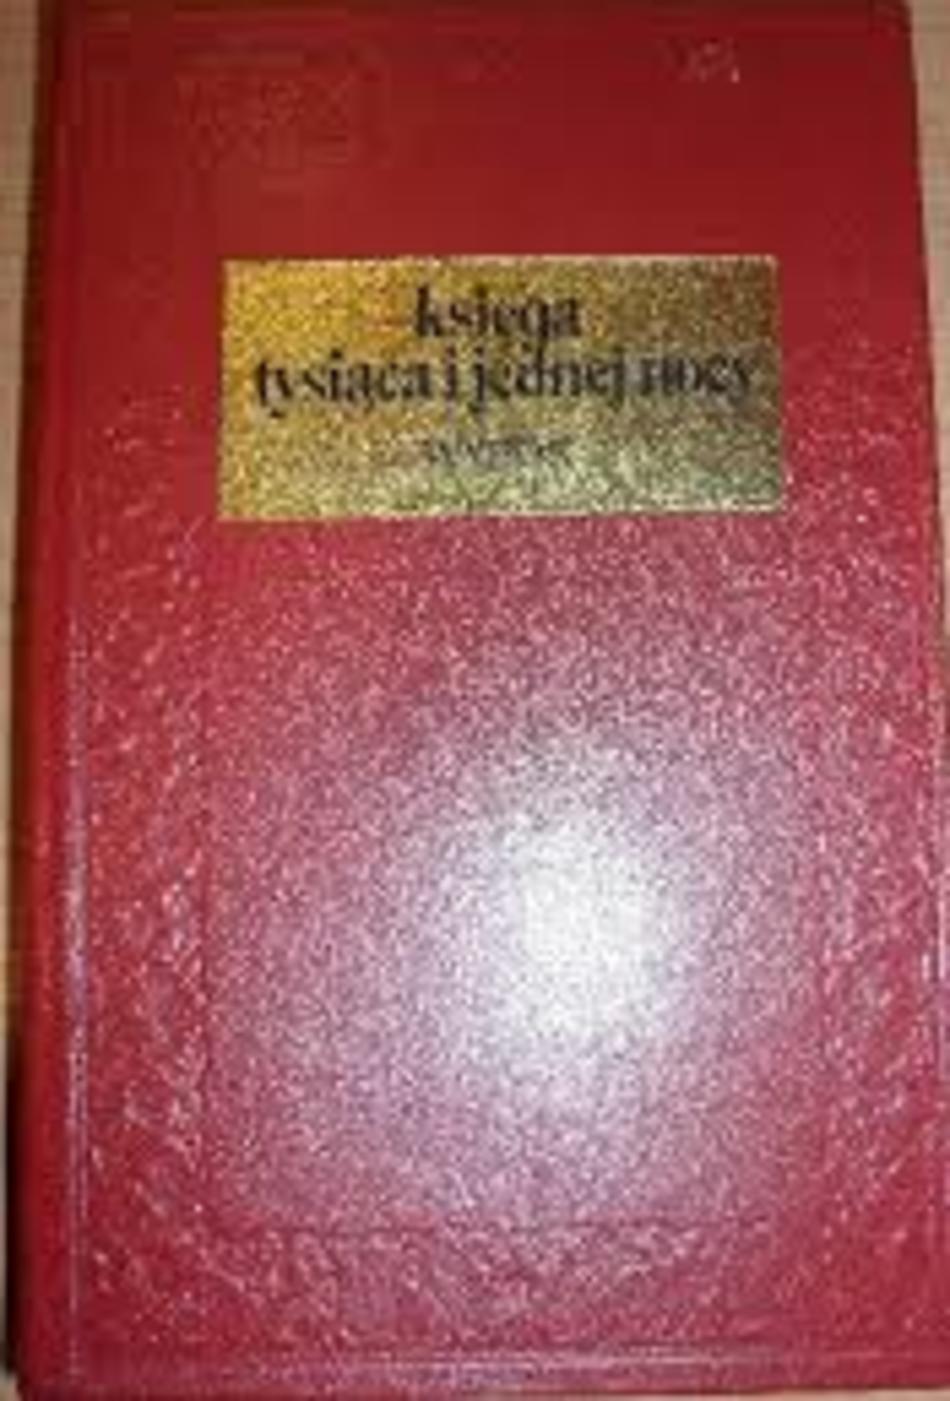 księga
tysiąca i jednej nocy